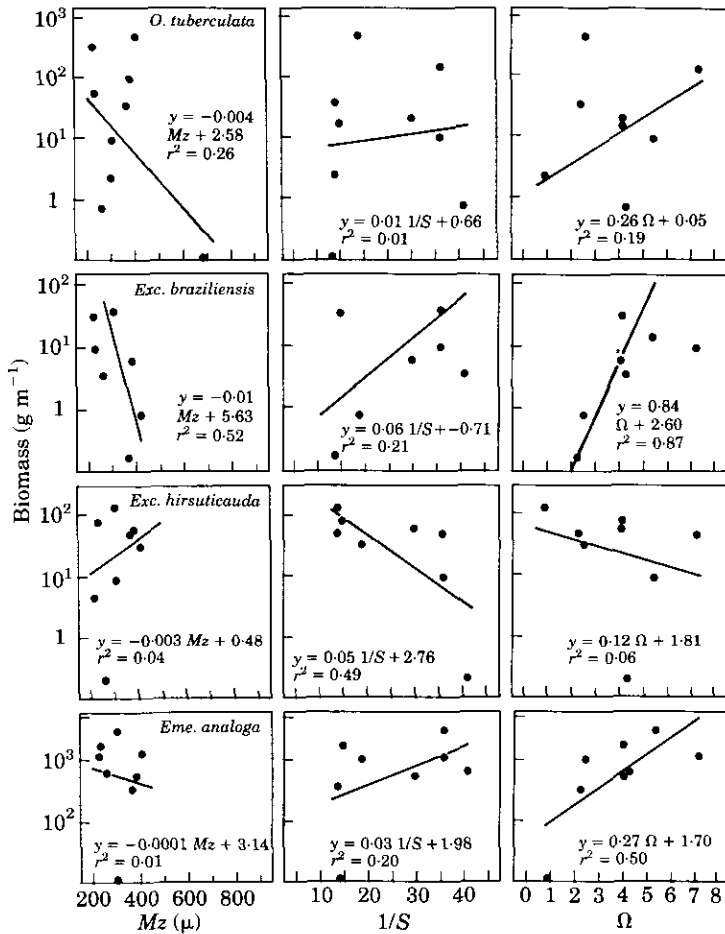 O. tuberculata
10³
10²
10¹
1
y = −0·004
Mz + 2·58
r² = 0·26
y = 0·01 1/S + 0·66
r² = 0·01
y = 0·26 Ω + 0·05
r² = 0·19
Exc. braziliensis
10²
10¹
1
y = −0·01
Mz + 5·63
r² = 0·52
y = 0·06 1/S + −0·71
r² = 0·21
y = 0·84
Ω + 2·60
r² = 0·87
Biomass (g m⁻¹)
Exc. hirsuticauda
10²
10¹
1
y = −0·003 Mz + 0·48
r² = 0·04
y = 0·05 1/S + 2·76
r² = 0·49
y = 0·12 Ω + 1·81
r² = 0·06
Eme. analoga
10³
10²
y = −0·0001 Mz + 3·14
r² = 0·01
y = 0·03 1/S + 1·98
r² = 0·20
y = 0·27 Ω + 1·70
r² = 0·50
200 400 600 800
10 20 30 40
0 1 2 3 4 5 6 7 8
Mz (μ)
1/S
Ω